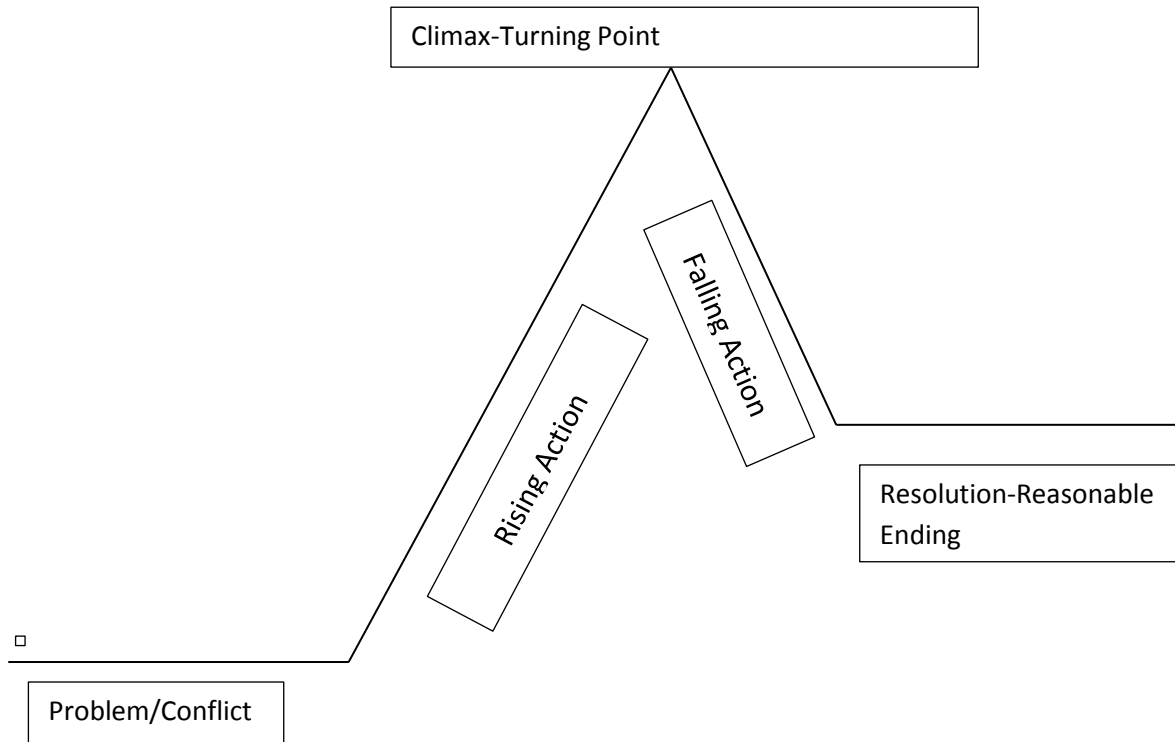 Climax-Turning Point
Falling Action
Rising Action
Resolution-Reasonable
Ending
Problem/Conflict